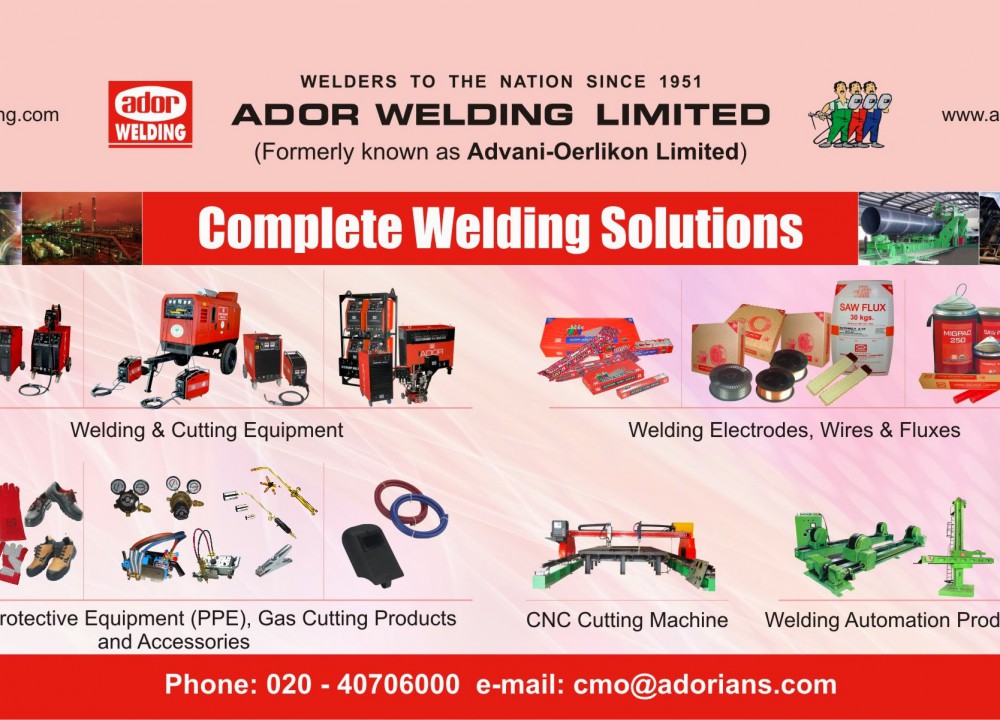 WELDERS TO THE NATION SINCE 1951
ng.com
ador
WELDING
ADOR WELDING LIMITED
www.a
(Formerly known as Advani-Oerlikon Limited)
Complete Welding Solutions
SAW FLUX
30 kgs.
MIGPAC
250
ADOR
Welding & Cutting Equipment
Welding Electrodes, Wires & Fluxes
rotective Equipment (PPE), Gas Cutting Products
and Accessories
CNC Cutting Machine
Welding Automation Prod
Phone: 020 - 40706000 e-mail: cmo@adorians.com